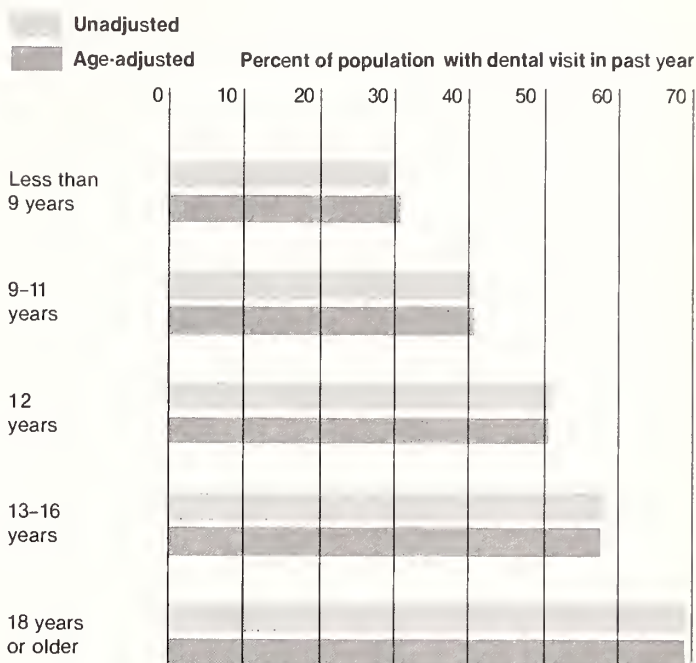 Unadjusted
Age-adjusted Percent of population with dental visit in past year
0 10 20 30 40 50 60 70
Less than
9 years
9–11
years
12
years
13–16
years
18 years
or older